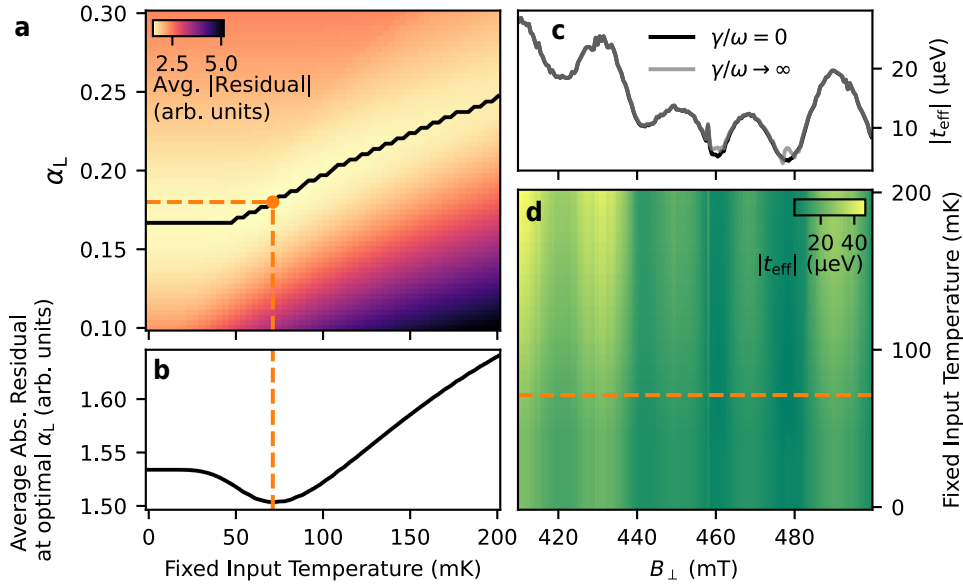 a
0.30
0.25
0.20
0.15
0.10
α_L
2.5 5.0
Avg. |Residual|
(arb. units)
b
1.60
1.55
1.50
Average Abs. Residual
at optimal α_L (arb. units)
0 50 100 150 200
Fixed Input Temperature (mK)
c
γ/ω = 0
γ/ω → ∞
20
10
|t_eff| (μeV)
d
20 40
|t_eff| (μeV)
200
100
0
Fixed Input Temperature (mK)
420 440 460 480
B_⊥ (mT)